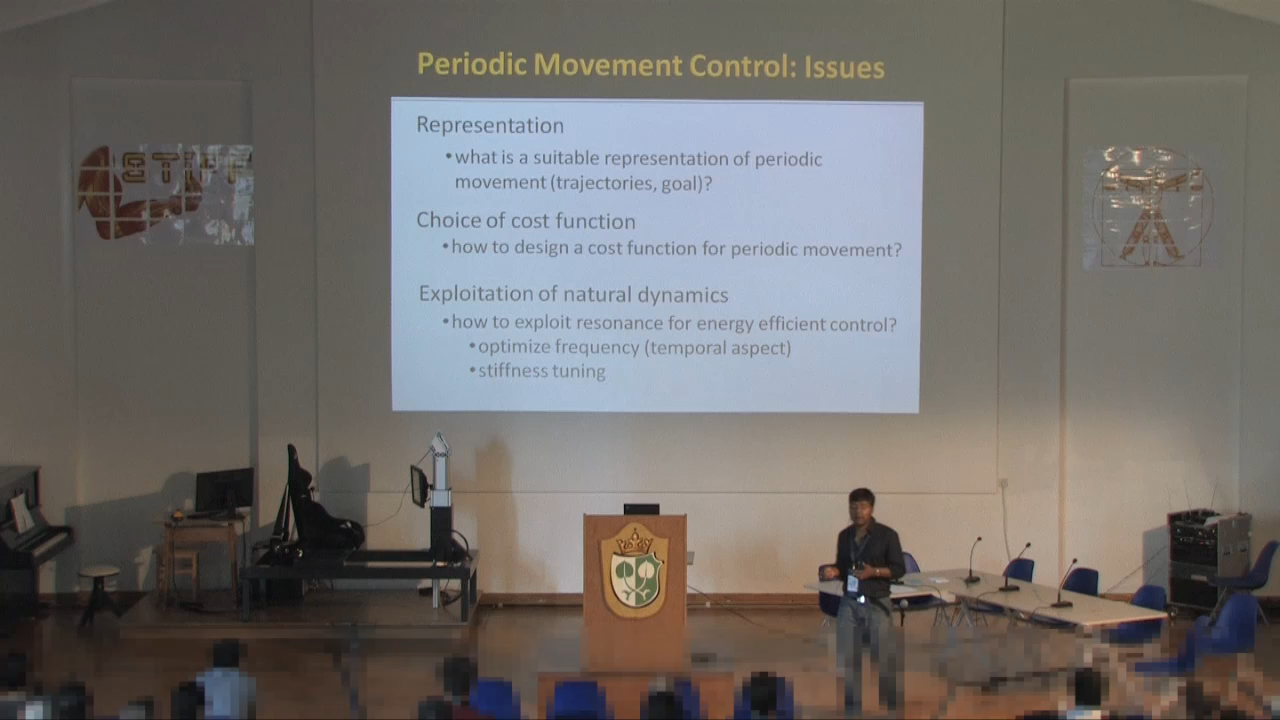 Periodic Movement Control: Issues
Representation
•what is a suitable representation of periodic
movement (trajectories, goal)?
Choice of cost function
•how to design a cost function for periodic movement?
Exploitation of natural dynamics
•how to exploit resonance for energy efficient control?
•optimize frequency (temporal aspect)
•stiffness tuning
STIFF